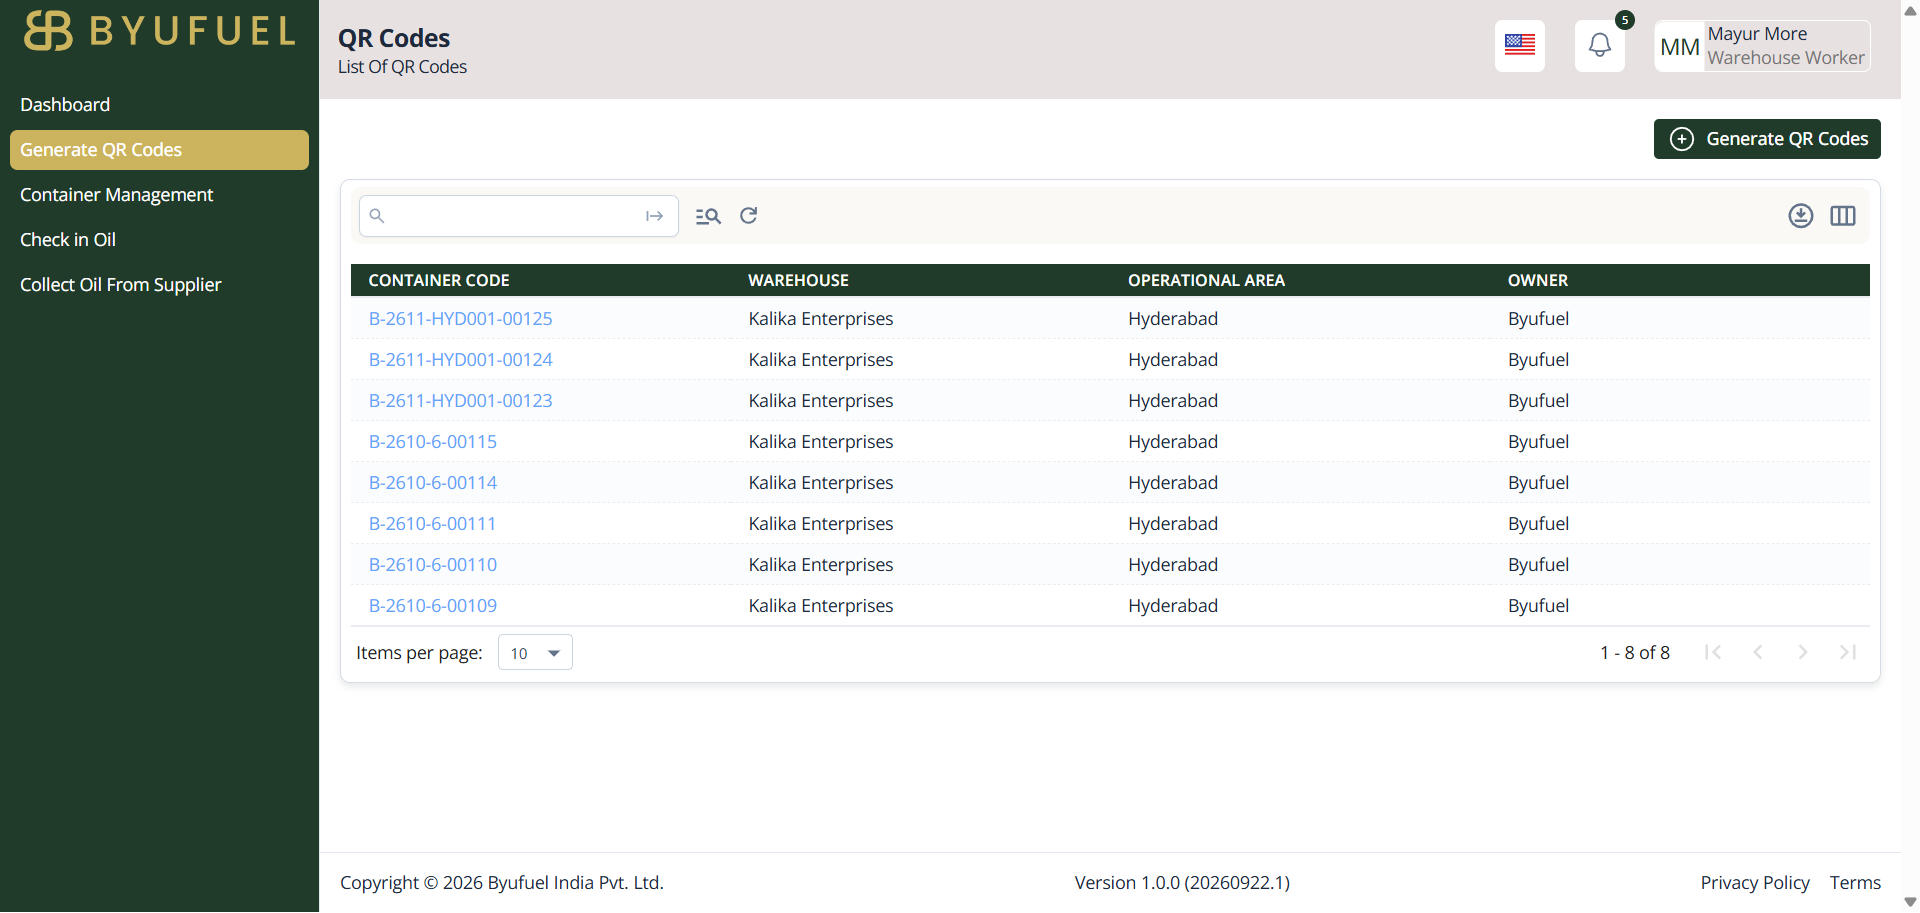 BYUFUEL
Dashboard
Generate QR Codes
Container Management
Check in Oil
Collect Oil From Supplier
QR Codes
List Of QR Codes
5
MM
Mayur More
Warehouse Worker
Generate QR Codes
CONTAINER CODE WAREHOUSE OPERATIONAL AREA OWNER
B-2611-HYD001-00125 Kalika Enterprises Hyderabad Byufuel
B-2611-HYD001-00124 Kalika Enterprises Hyderabad Byufuel
B-2611-HYD001-00123 Kalika Enterprises Hyderabad Byufuel
B-2610-6-00115 Kalika Enterprises Hyderabad Byufuel
B-2610-6-00114 Kalika Enterprises Hyderabad Byufuel
B-2610-6-00111 Kalika Enterprises Hyderabad Byufuel
B-2610-6-00110 Kalika Enterprises Hyderabad Byufuel
B-2610-6-00109 Kalika Enterprises Hyderabad Byufuel
Items per page: 10 1 - 8 of 8
Copyright © 2026 Byufuel India Pvt. Ltd. Version 1.0.0 (20260922.1) Privacy Policy Terms